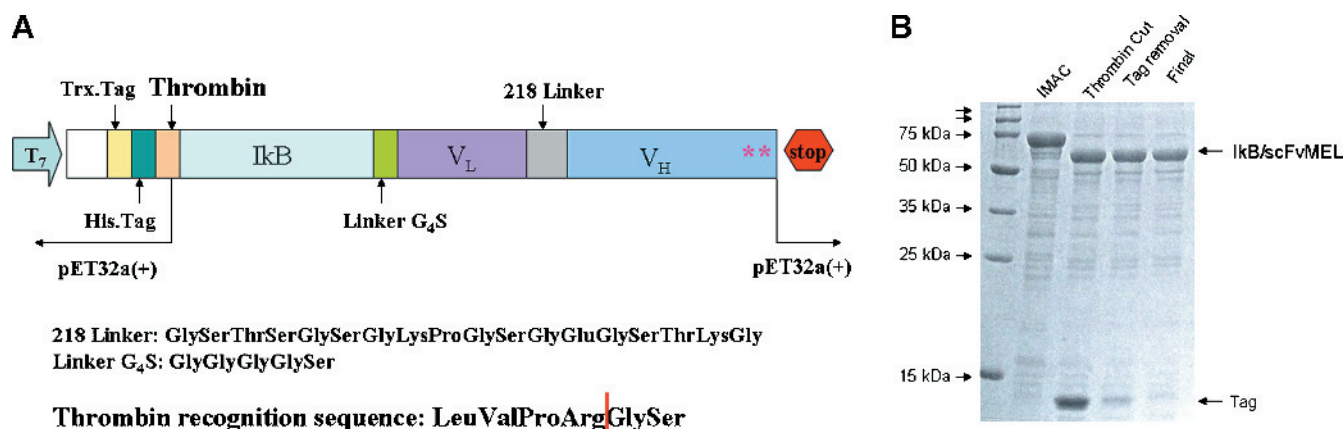 A
Trx.Tag
Thrombin
218 Linker
T7
IkB
VL
VH
**
stop
His.Tag
Linker G4S
pET32a(+)
pET32a(+)
218 Linker: GlySerThrSerGlySerGlyLysProGlySerGlyGluGlySerThrLysGly
Linker G4S: GlyGlyGlyGlySer
Thrombin recognition sequence: LeuValProArgGlySer
B
IMAC
Thrombin Cut
Tag removal
Final
75 kDa
50 kDa
35 kDa
25 kDa
15 kDa
IkB/scFvMEL
Tag